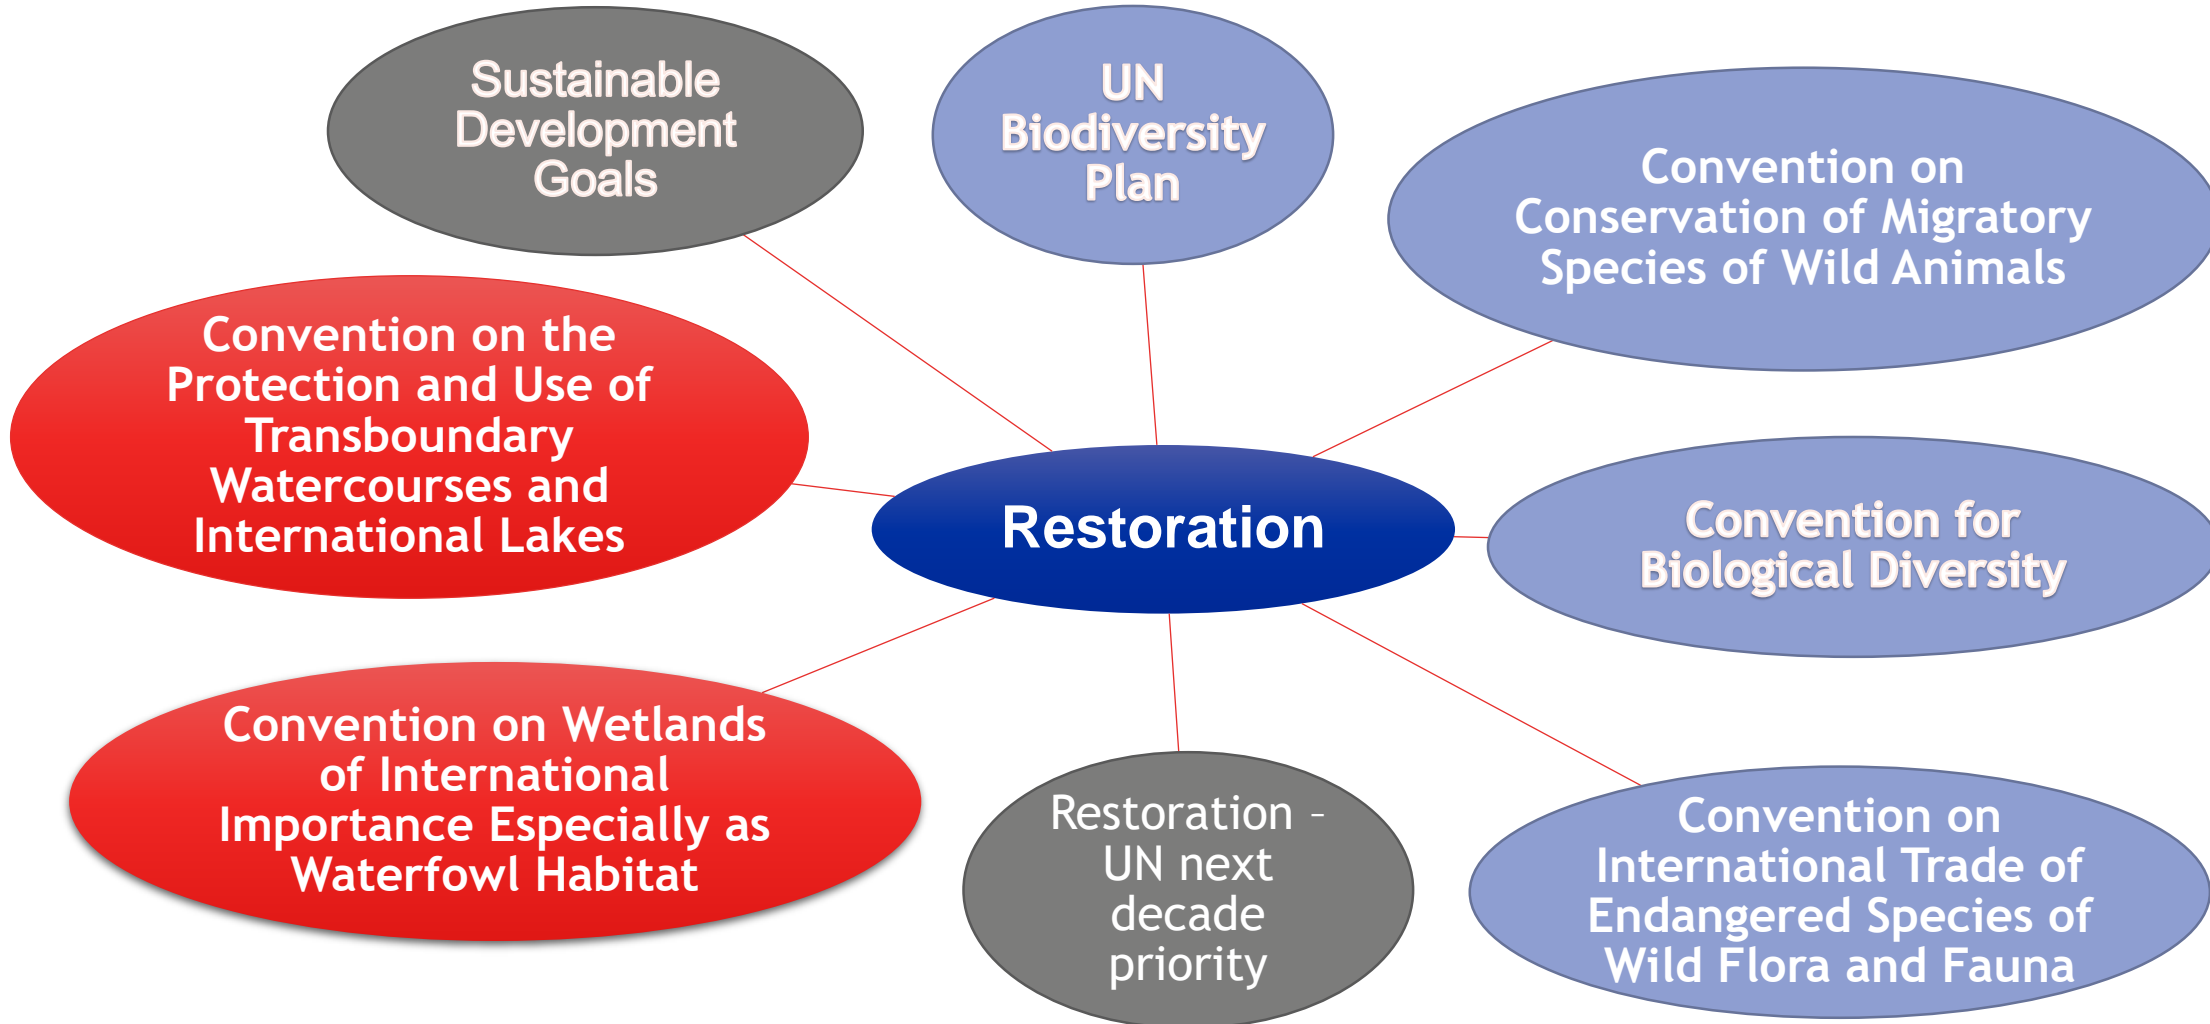 Sustainable
Development
Goals
UN
Biodiversity
Plan
Convention on
Conservation of Migratory
Species of Wild Animals
Convention on the
Protection and Use of
Transboundary
Watercourses and
International Lakes
Restoration
Convention for
Biological Diversity
Convention on Wetlands
of International
Importance Especially as
Waterfowl Habitat
Restoration –
UN next
decade
priority
Convention on
International Trade of
Endangered Species of
Wild Flora and Fauna